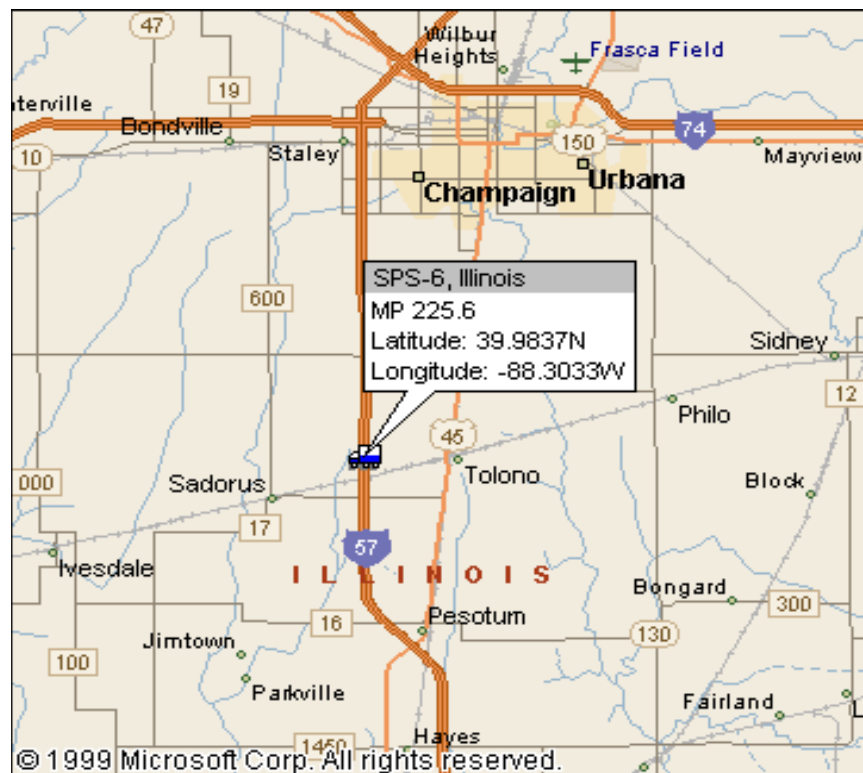 47
Wilbur
Heights
Frasca Field
19
nterville
Bondville
74
10
Staley
150
Mayview
Champaign
Urbana
SPS-6, Illinois
600
MP 225.6
Latitude: 39.9837N
Sidney
Longitude: -88.3033W
12
Philo
45
000
Sadorus
Tolono
Block
17
57
Ivesdale
ILLINOIS
Bongard
300
16
Pesotum
130
Jimtown
100
Parkville
Fairland
L
1450
Hayes
© 1999 Microsoft Corp. All rights reserved.